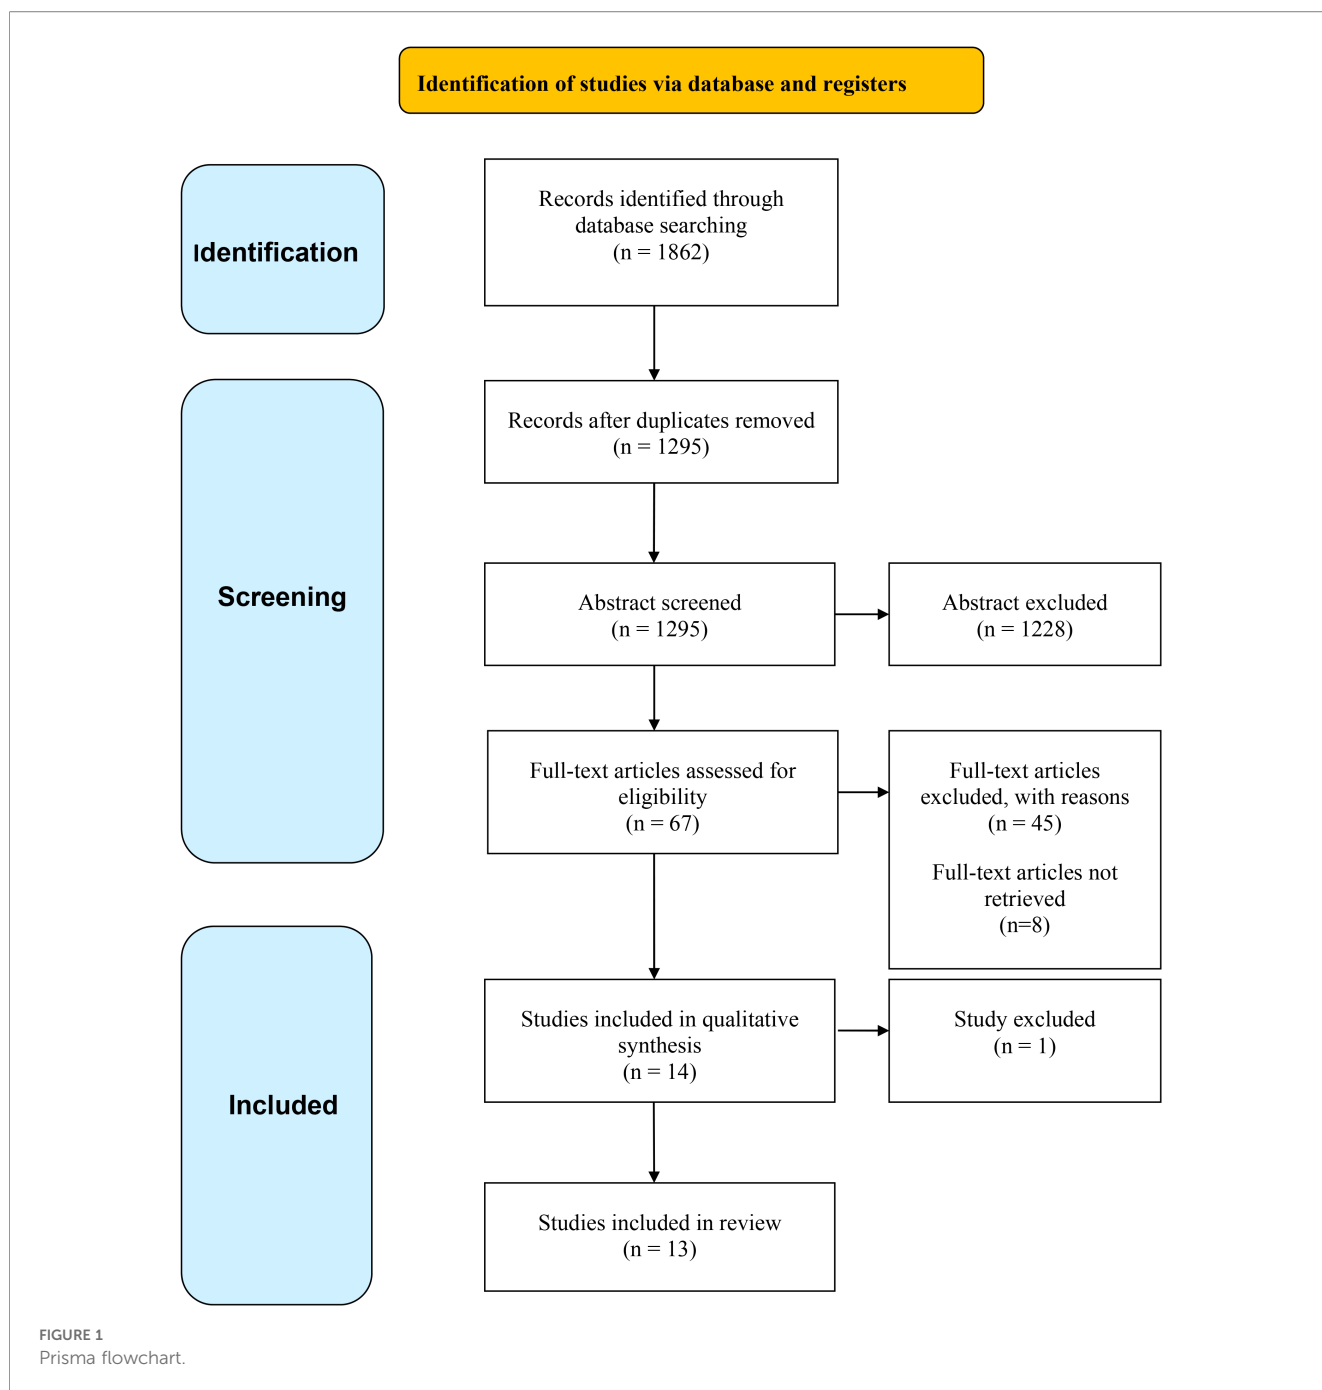 Identification of studies via database and registers
Identification
Records identified through
database searching
(n = 1862)
Screening
Records after duplicates removed
(n = 1295)
Abstract screened
(n = 1295)
Abstract excluded
(n = 1228)
Full-text articles assessed for
eligibility
(n = 67)
Full-text articles
excluded, with reasons
(n = 45)
Full-text articles not
retrieved
(n=8)
Included
Studies included in qualitative
synthesis
(n = 14)
Study excluded
(n = 1)
Studies included in review
(n = 13)
FIGURE 1
Prisma flowchart.